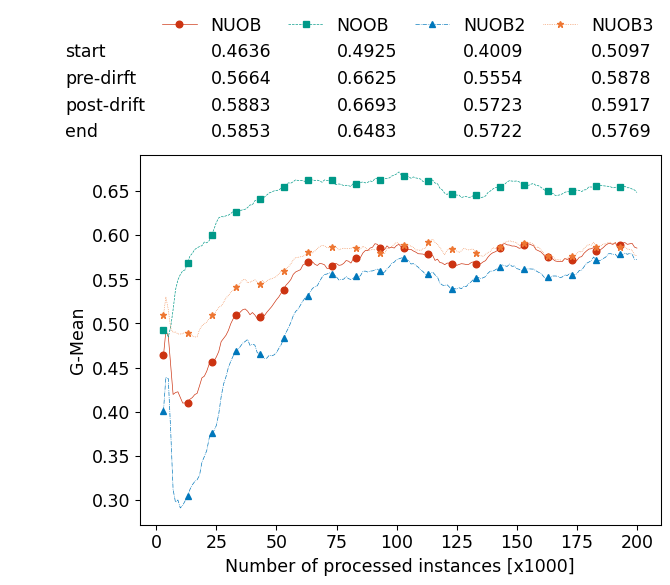 NUOB NOOB NUOB2 NUOB3
start 0.4636 0.4925 0.4009 0.5097
pre-dirft 0.5664 0.6625 0.5554 0.5878
post-drift 0.5883 0.6693 0.5723 0.5917
end 0.5853 0.6483 0.5722 0.5769
0.65
0.60
0.55
0.50
0.45
0.40
0.35
0.30
G-Mean
0 25 50 75 100 125 150 175 200
Number of processed instances [x1000]